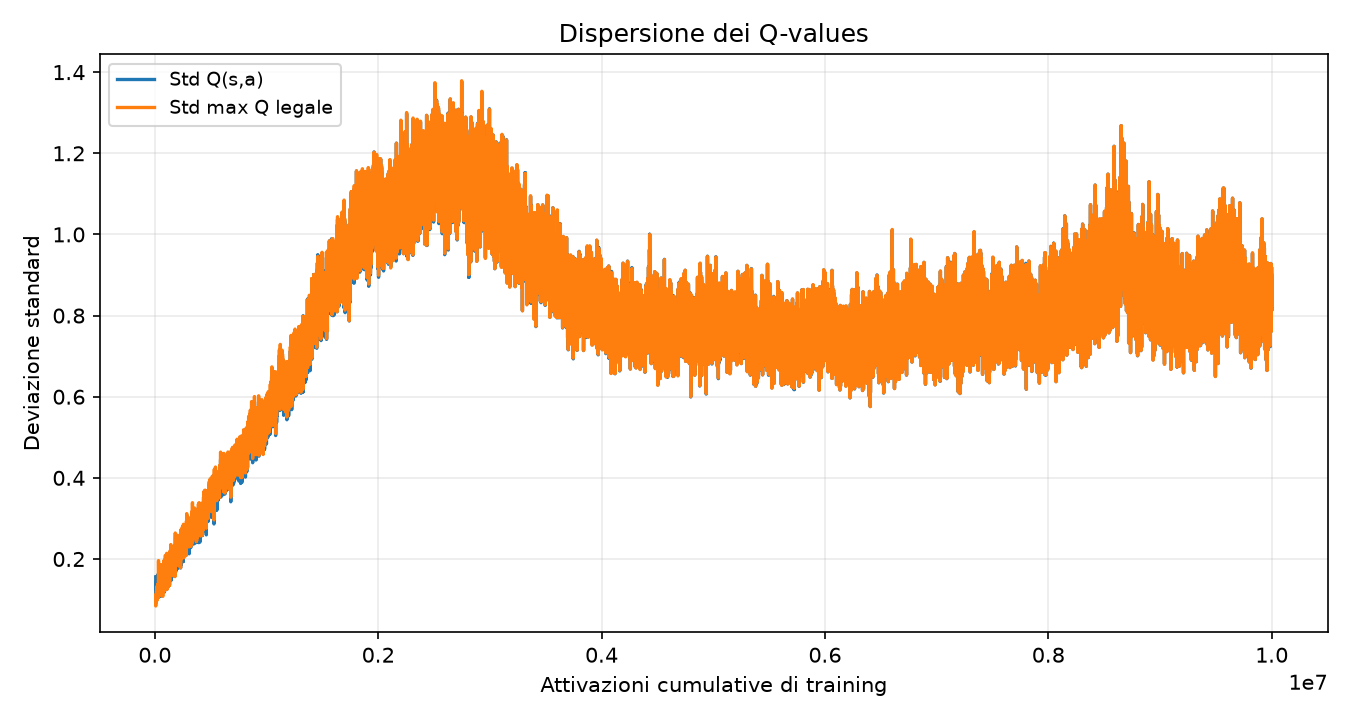 Dispersione dei Q-values
Std Q(s,a)
Std max Q legale
Deviazione standard
1.4
1.2
1.0
0.8
0.6
0.4
0.2
0.0 0.2 0.4 0.6 0.8 1.0
1e7
Attivazioni cumulative di training